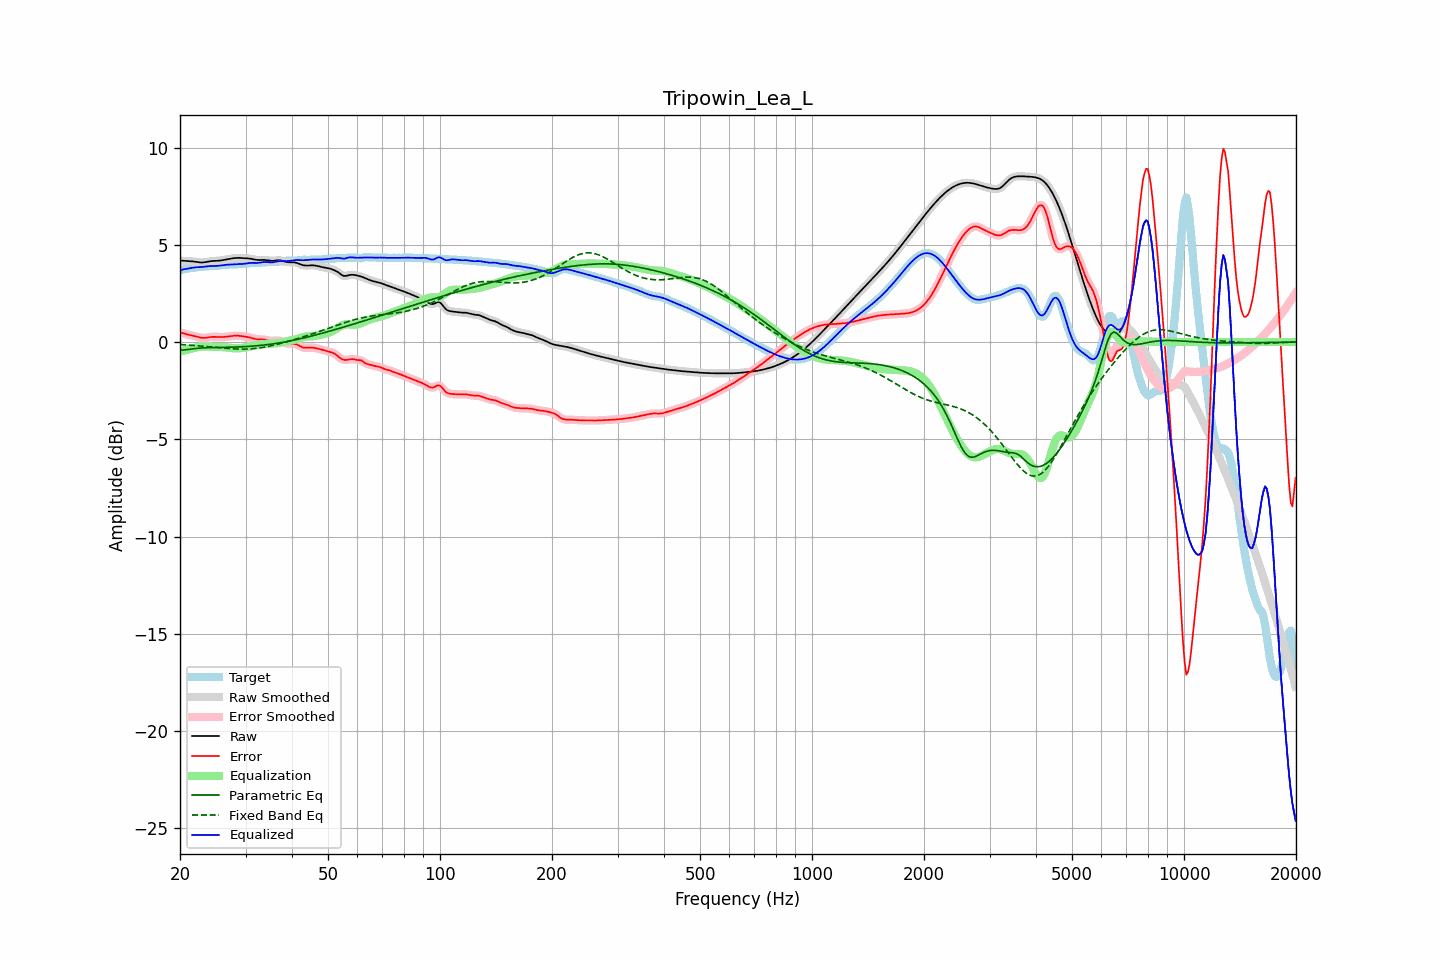 Tripowin_Lea_L
10
5
0
−5
−10
−15
−20
−25
Amplitude (dBr)
Target
Raw Smoothed
Error Smoothed
Raw
Error
Equalization
Parametric Eq
Fixed Band Eq
Equalized
20 50 100 200 500 1000 2000 5000 10000 20000
Frequency (Hz)